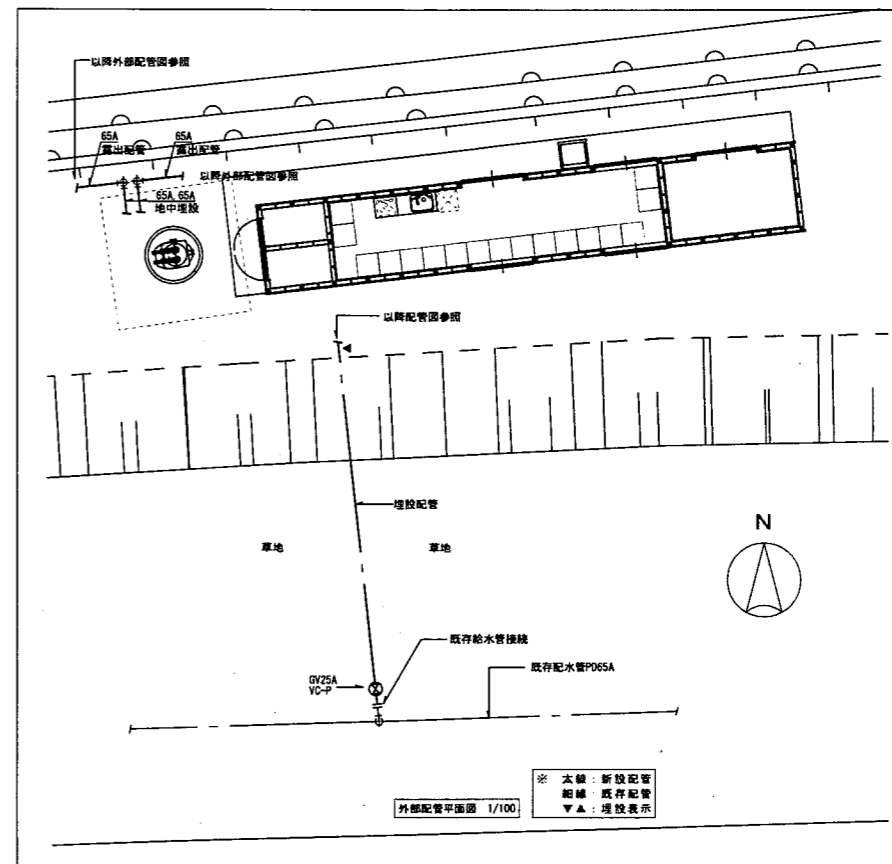 以降外部配管図参照
65A
露出配管
65A
露出配管
以降外部配管図参照
65A, 65A
地中埋設
以降配管図参照
埋設配管
草地
草地
N
既存給水管接続
GV25A
VC-P
既存配水管PD65A
外部配管平面図 1/100
※ 太線：新設配管
細線：既存配管
▼▲：埋設表示